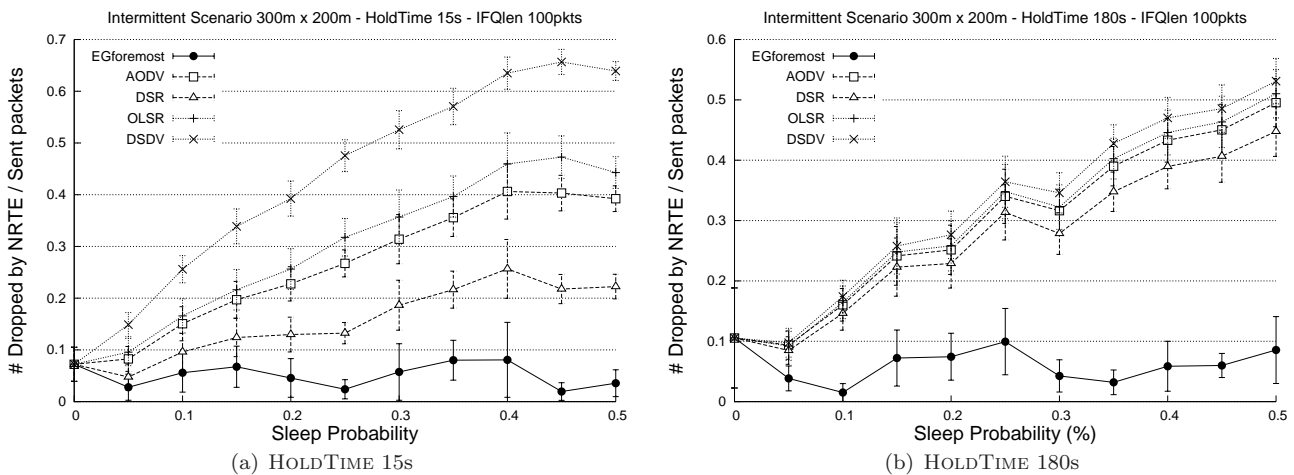 Intermittent Scenario 300m x 200m - HoldTime 15s - IFQlen 100pkts
# Dropped by NRTE / Sent packets
0.7
0.6
0.5
0.4
0.3
0.2
0.1
0
EGforemost
AODV
DSR
OLSR
DSDV
0 0.1 0.2 0.3 0.4 0.5
Sleep Probability
(a) HOLDTIME 15s
Intermittent Scenario 300m x 200m - HoldTime 180s - IFQlen 100pkts
# Dropped by NRTE / Sent packets
0.6
0.5
0.4
0.3
0.2
0.1
0
EGforemost
AODV
DSR
OLSR
DSDV
0 0.1 0.2 0.3 0.4 0.5
Sleep Probability (%)
(b) HOLDTIME 180s